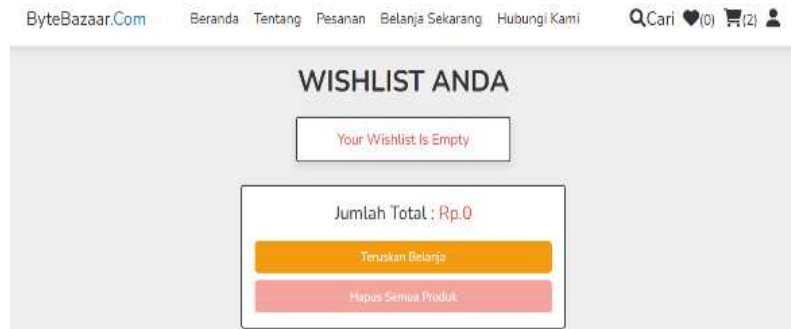 ByteBazaar.Com Beranda Tentang Pesanan Belanja Sekarang Hubungi Kami Cari (0) (2)
WISHLIST ANDA
Your Wishlist Is Empty
Jumlah Total : Rp.0
Teruskan Belanja
Hapus Semua Produk